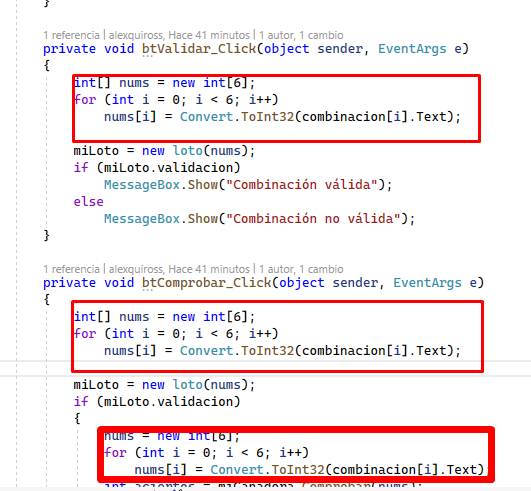 }
1 referencia | alexquiross, Hace 41 minutos | 1 autor, 1 cambio
private void btValidar_Click(object sender, EventArgs e)
{
int[] nums = new int[6];
for (int i = 0; i < 6; i++)
nums[i] = Convert.ToInt32(combinacion[i].Text);
miLoto = new loto(nums);
if (miLoto.validacion)
MessageBox.Show("Combinación válida");
else
MessageBox.Show("Combinación no válida");
}
1 referencia | alexquiross, Hace 41 minutos | 1 autor, 1 cambio
private void btComprobar_Click(object sender, EventArgs e)
{
int[] nums = new int[6];
for (int i = 0; i < 6; i++)
nums[i] = Convert.ToInt32(combinacion[i].Text);
miLoto = new loto(nums);
if (miLoto.validacion)
{
nums = new int[6];
for (int i = 0; i < 6; i++)
nums[i] = Convert.ToInt32(combinacion[i].Text)
int aciertos = miGanadora.Comprobar(nums);